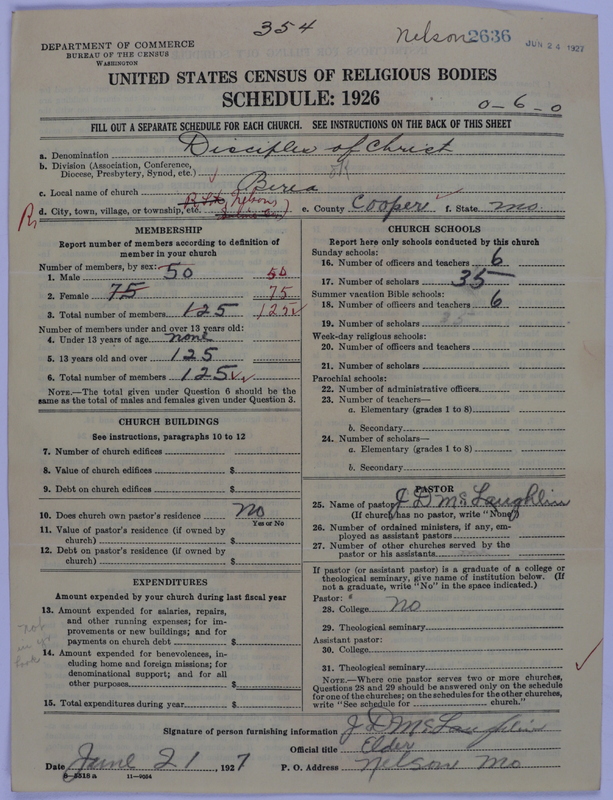 354
Nelson 2636 JUN 24 1927
DEPARTMENT OF COMMERCE
BUREAU OF THE CENSUS
WASHINGTON
UNITED STATES CENSUS OF RELIGIOUS BODIES
SCHEDULE: 1926
0-6-0
FILL OUT A SEPARATE SCHEDULE FOR EACH CHURCH. SEE INSTRUCTIONS ON THE BACK OF THIS SHEET
a. Denomination Disciples of Christ
b. Division (Association, Conference,
Diocese, Presbytery, Synod, etc.)
c. Local name of church Berea
d. City, town, village, or township, etc. Nelson) e. County Cooper f. State Mo.
R
MEMBERSHIP
Report number of members according to definition of
member in your church
Number of members, by sex:
1. Male 50 50
2. Female 75 75
3. Total number of members 125 125
Number of members under and over 13 years old:
4. Under 13 years of age none
5. 13 years old and over 125
6. Total number of members 125
NOTE.—The total given under Question 6 should be the
same as the total of males and females given under Question 3.
CHURCH BUILDINGS
See instructions, paragraphs 10 to 12
7. Number of church edifices
8. Value of church edifices $
9. Debt on church edifices $
10. Does church own pastor's residence No
Yes or No
11. Value of pastor's residence (if owned by
church) $
12. Debt on pastor's residence (if owned by
church) $
EXPENDITURES
Amount expended by your church during last fiscal year
13. Amount expended for salaries, repairs,
and other running expenses; for im-
provements or new buildings; and for
payments on church debt $
14. Amount expended for benevolences, in-
cluding home and foreign missions; for
denominational support; and for all
other purposes $
15. Total expenditures during year $
CHURCH SCHOOLS
Report here only schools conducted by this church
Sunday schools:
16. Number of officers and teachers 6
17. Number of scholars 35
Summer vacation Bible schools:
18. Number of officers and teachers 6
19. Number of scholars 35
Week-day religious schools:
20. Number of officers and teachers
21. Number of scholars
Parochial schools:
22. Number of administrative officers
23. Number of teachers—
a. Elementary (grades 1 to 8)
b. Secondary
24. Number of scholars—
a. Elementary (grades 1 to 8)
b. Secondary
PASTOR
25. Name of pastor J D McLaughlin
(If church has no pastor, write "None")
26. Number of ordained ministers, if any, em-
ployed as assistant pastors
27. Number of other churches served by the
pastor or his assistants
If pastor (or assistant pastor) is a graduate of a college or
theological seminary, give name of institution below. (If
not a graduate, write "No" in the space indicated.)
Pastor:
28. College No
29. Theological seminary
Assistant pastor:
30. College
31. Theological seminary
NOTE.—Where one pastor serves two or more churches,
Questions 28 and 29 should be answered only on the schedule
for one of the churches; on the schedules for the other churches,
write "See schedule for church."
Signature of person furnishing information J D McLaughlin
Official title Elder
Date June 21, 1927 P. O. Address Nelson Mo
8—5518a 11—9034